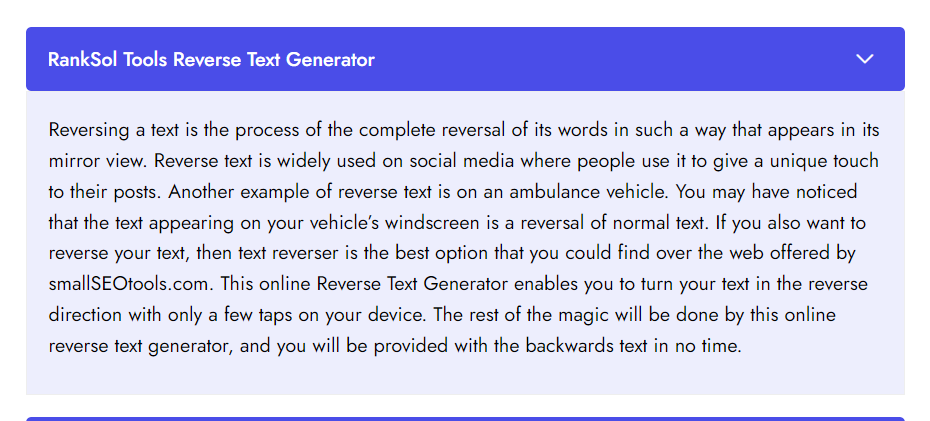 RankSol Tools Reverse Text Generator
Reversing a text is the process of the complete reversal of its words in such a way that appears in its
mirror view. Reverse text is widely used on social media where people use it to give a unique touch
to their posts. Another example of reverse text is on an ambulance vehicle. You may have noticed
that the text appearing on your vehicle’s windscreen is a reversal of normal text. If you also want to
reverse your text, then text reverser is the best option that you could find over the web offered by
smallSEOtools.com. This online Reverse Text Generator enables you to turn your text in the reverse
direction with only a few taps on your device. The rest of the magic will be done by this online
reverse text generator, and you will be provided with the backwards text in no time.